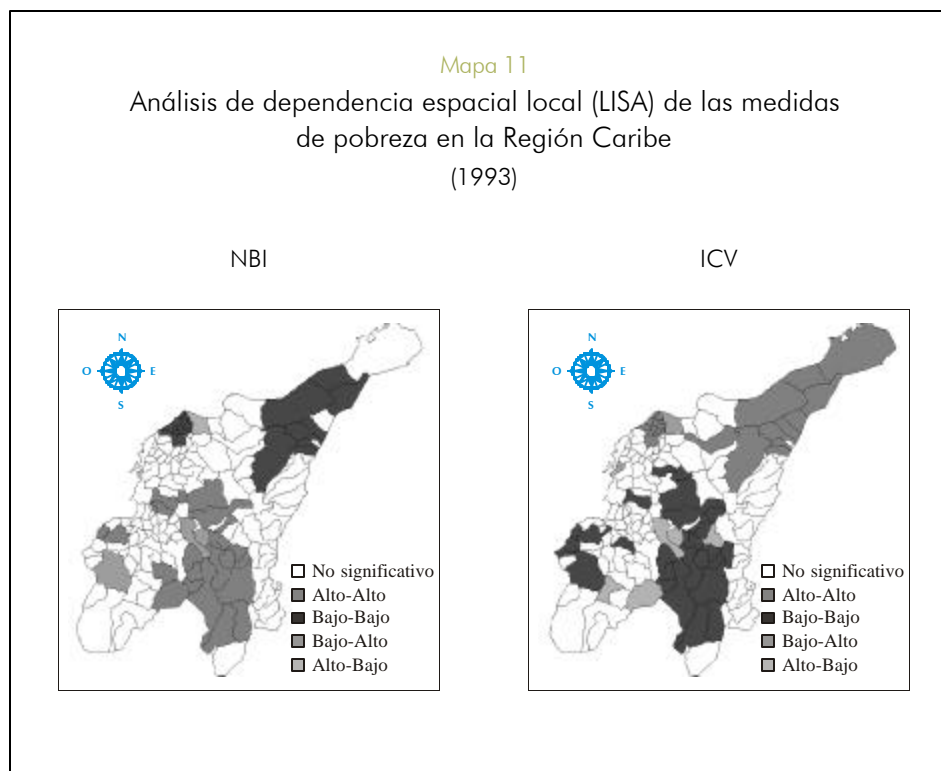 Mapa 11
Análisis de dependencia espacial local (LISA) de las medidas
de pobreza en la Región Caribe
(1993)
NBI
N
O E
S
No significativo
Alto-Alto
Bajo-Bajo
Bajo-Alto
Alto-Bajo
ICV
N
O E
S
No significativo
Alto-Alto
Bajo-Bajo
Bajo-Alto
Alto-Bajo